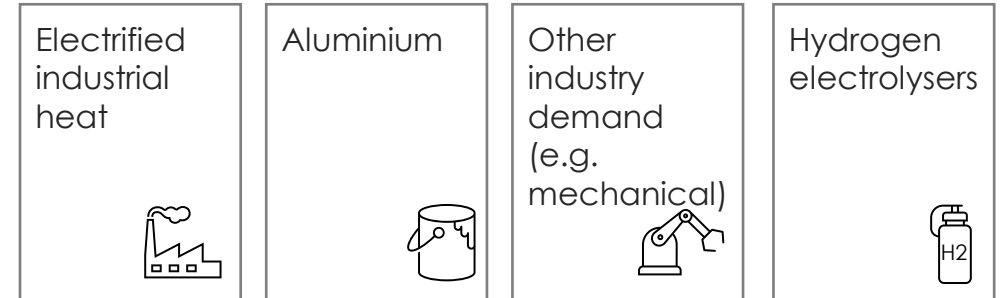 Electrified
industrial
heat
Aluminium
Other
industry
demand
(e.g.
mechanical)
Hydrogen
electrolysers
H2